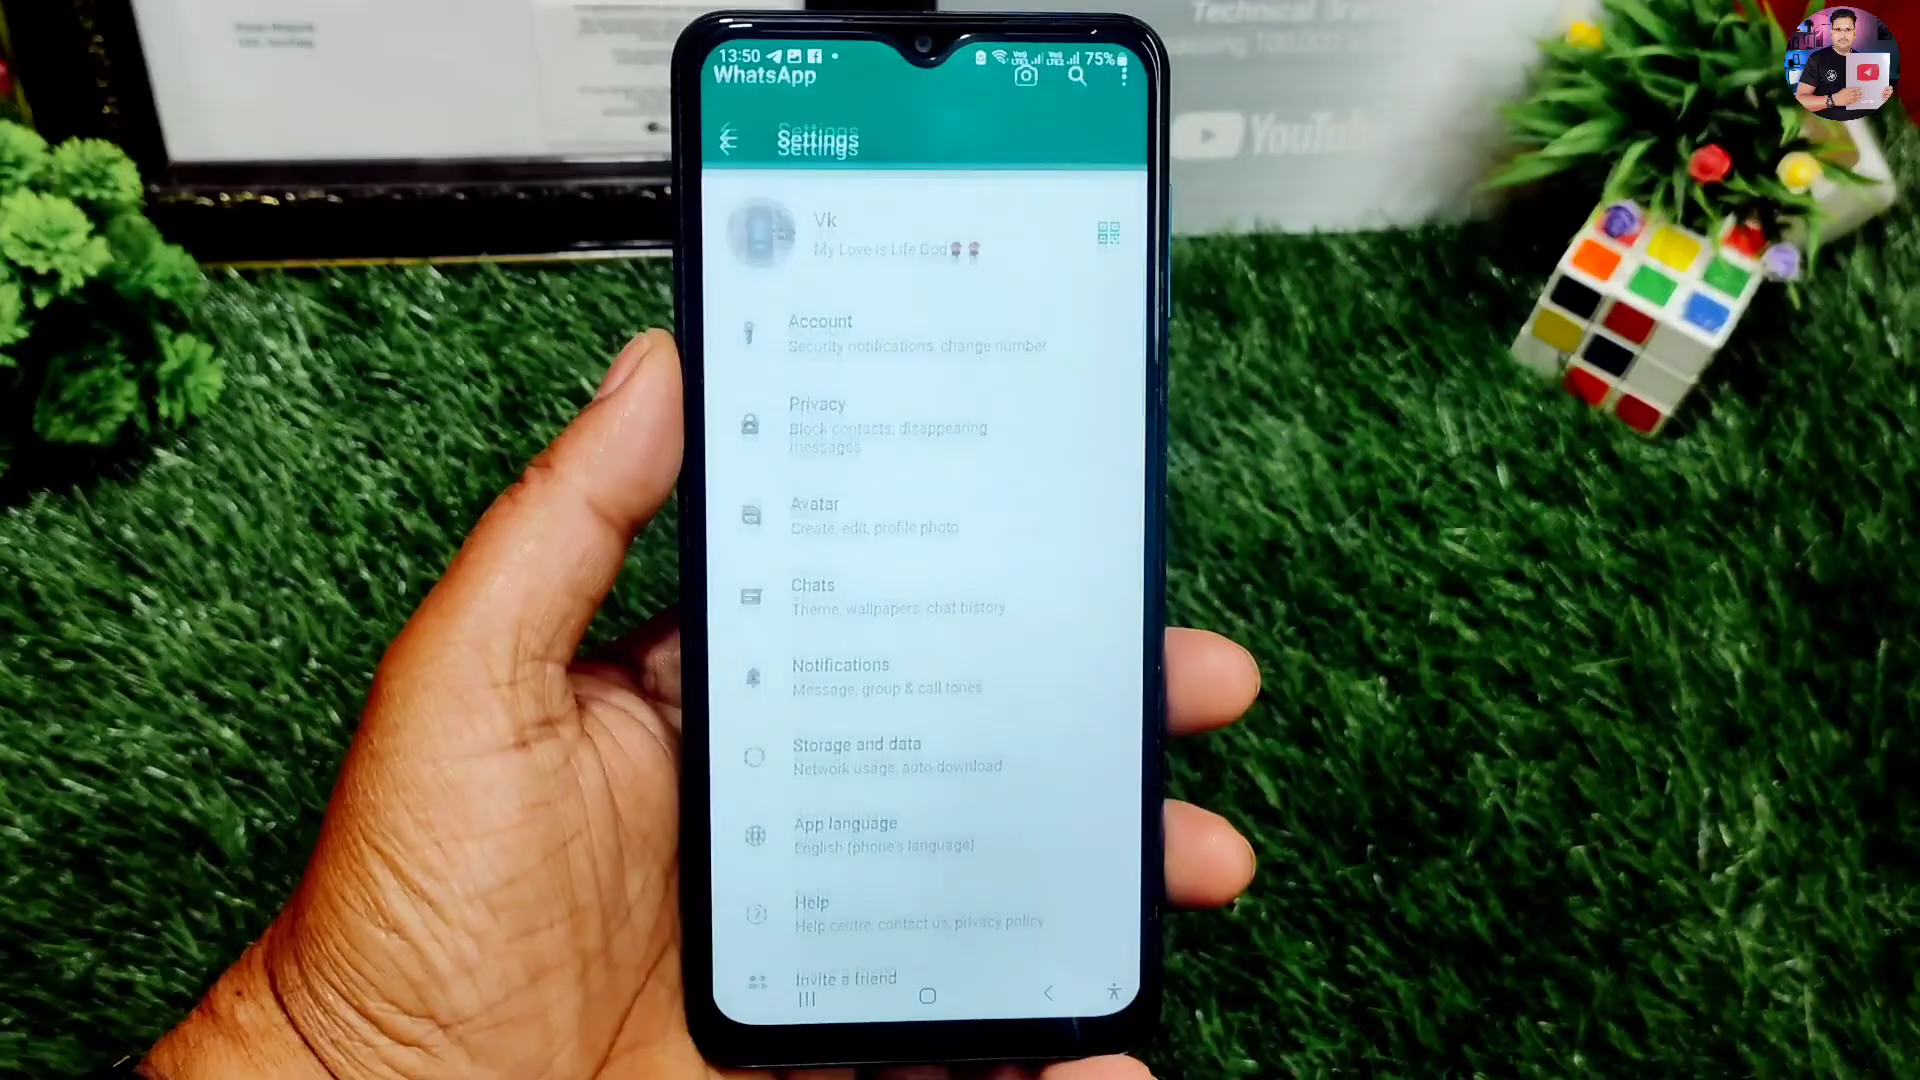 Technical
YouTube
13:50
75%
WhatsApp
Settings
Vk
My Love is Life God
Account
Security notifications, change number
Privacy
Block contacts, disappearing
messages
Avatar
Create, edit, profile photo
Chats
Theme, wallpapers, chat history
Notifications
Message, group & call tones
Storage and data
Network usage, auto-download
App language
English (phone's language)
Help
Help centre, contact us, privacy policy
Invite a friend